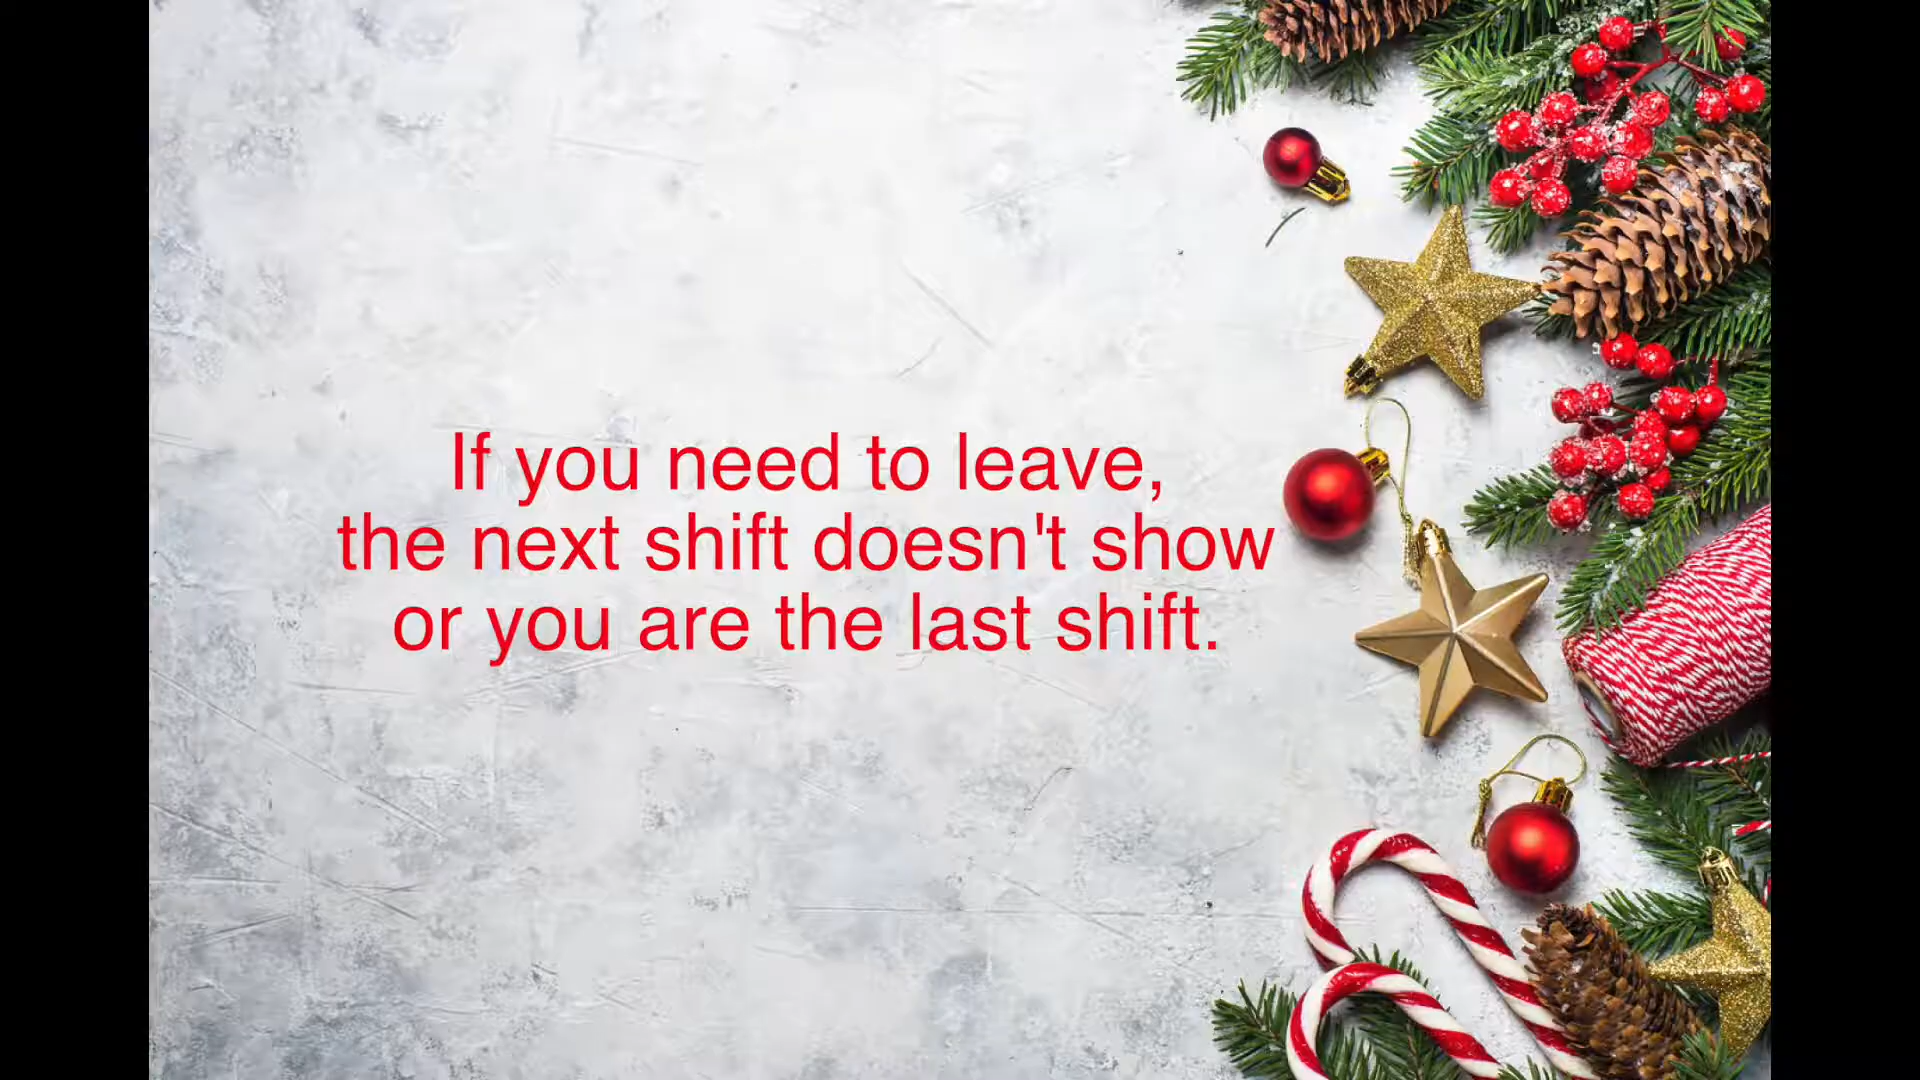 If you need to leave,
the next shift doesn't show
or you are the last shift.